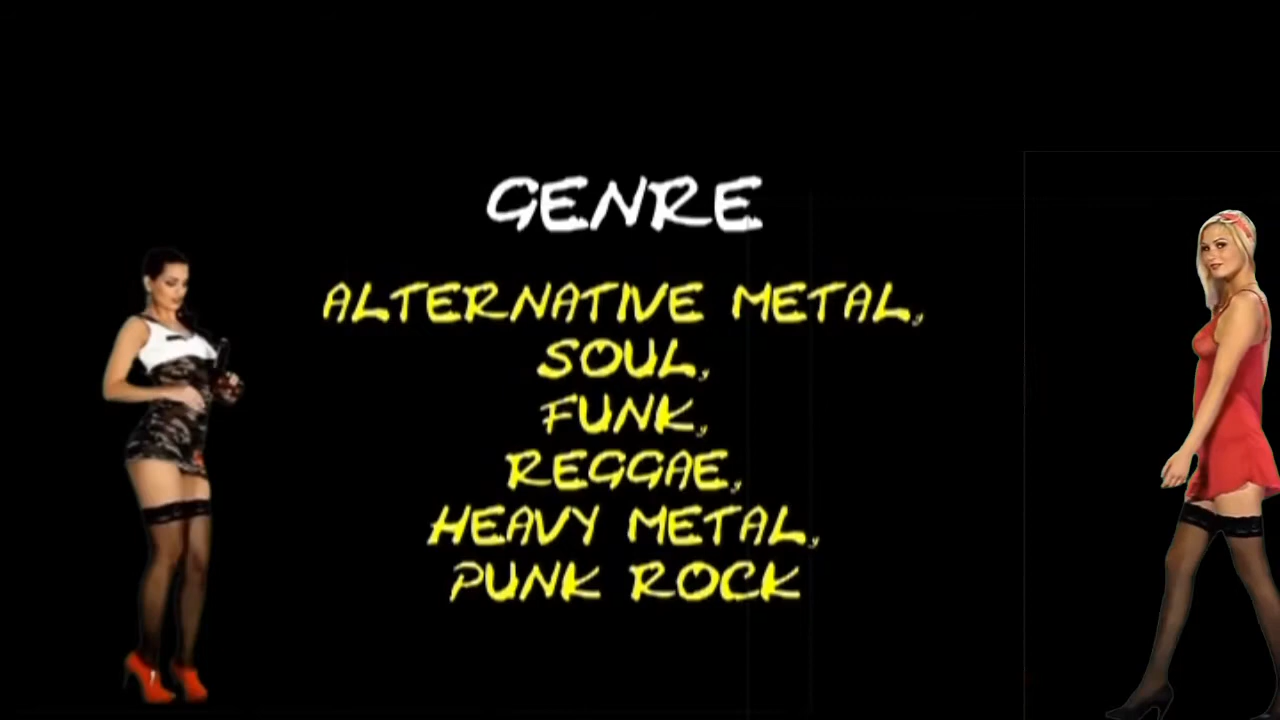 GENRE
ALTERNATIVE METAL,
SOUL,
FUNK,
REGGAE,
HEAVY METAL,
PUNK ROCK